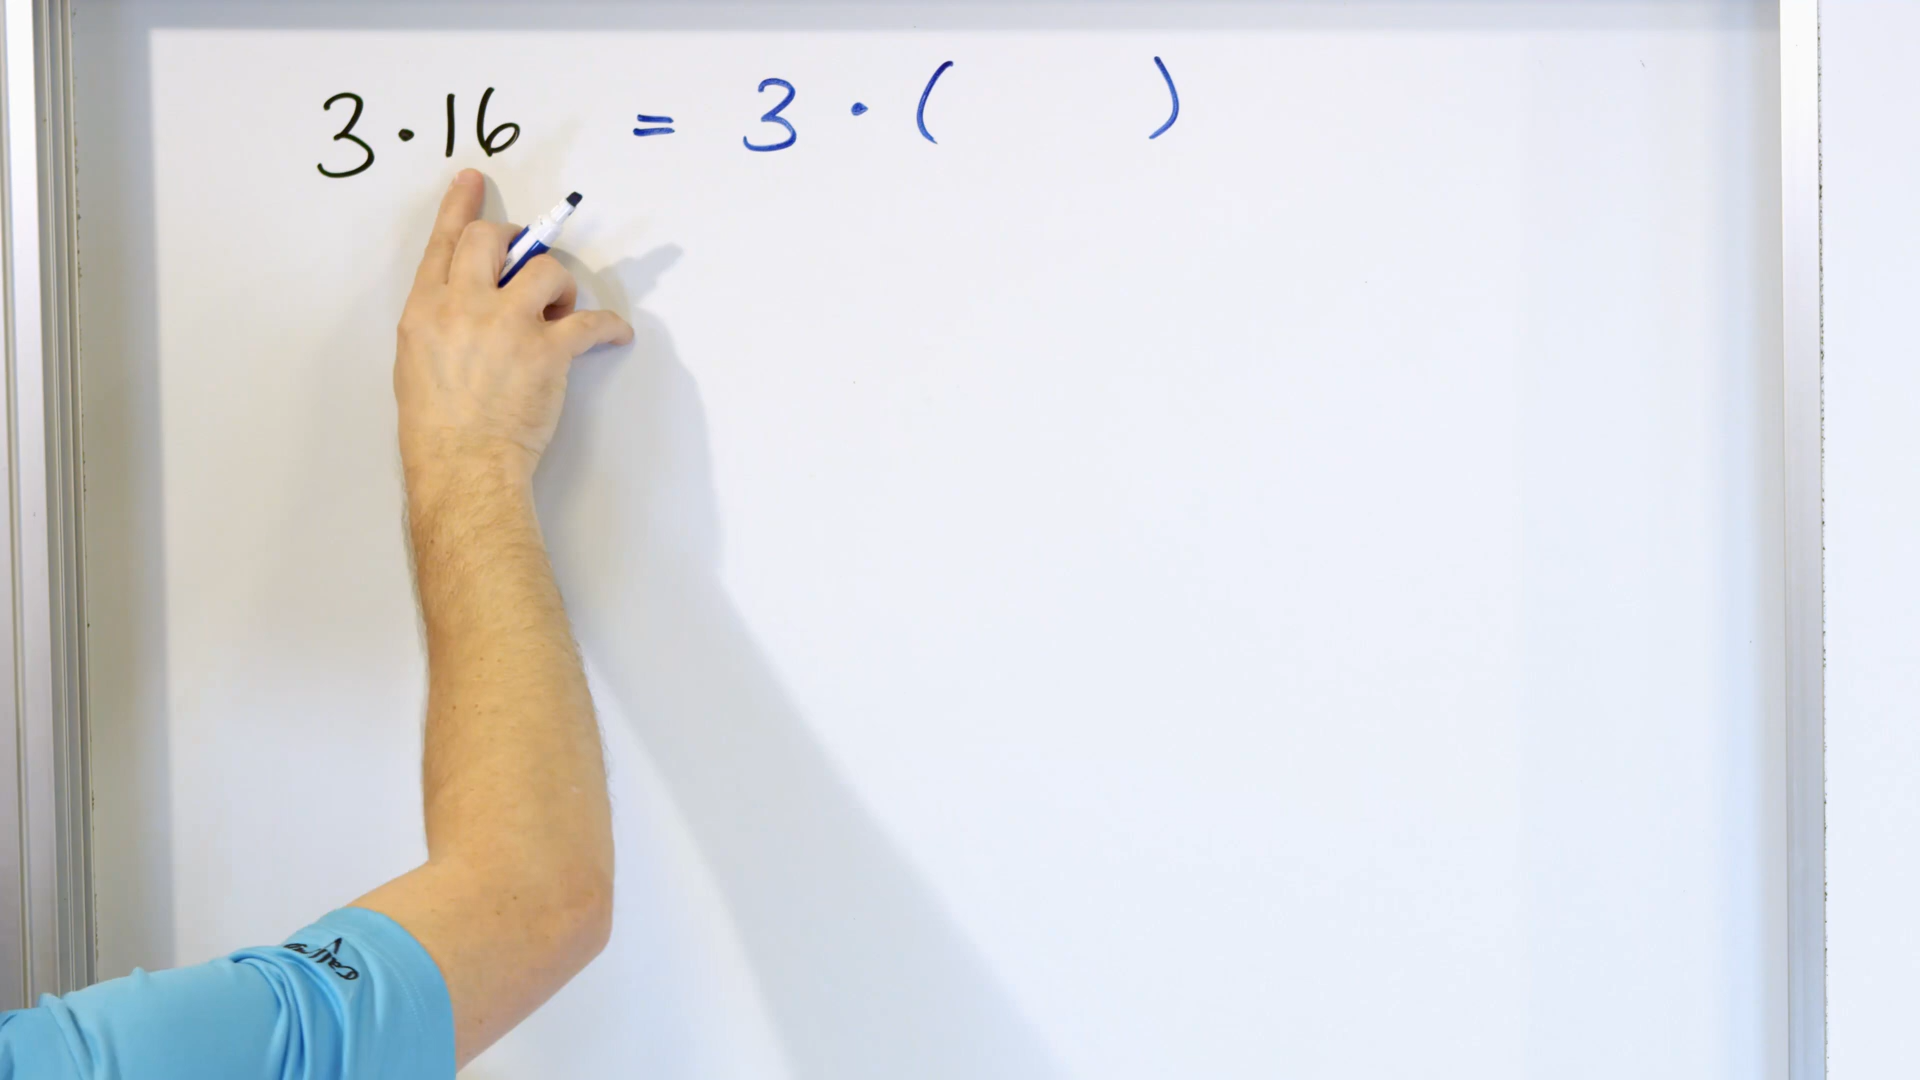 3 · 16 = 3 · ( )